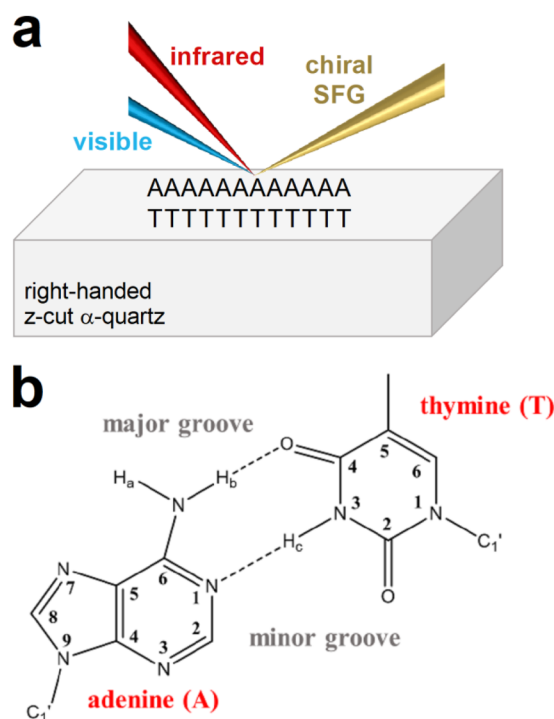 a
infrared
chiral
SFG
visible
AAAAAAAAAAAA
TTTTTTTTTTTT
right-handed
z-cut α-quartz
b
thymine (T)
major groove
O
4
5
6
Ha
Hb
3
1
N
N
N
2
C1'
Hc
6
N
7
5
1
N
O
8
4
2
minor groove
9
3
N
N
C1'
adenine (A)